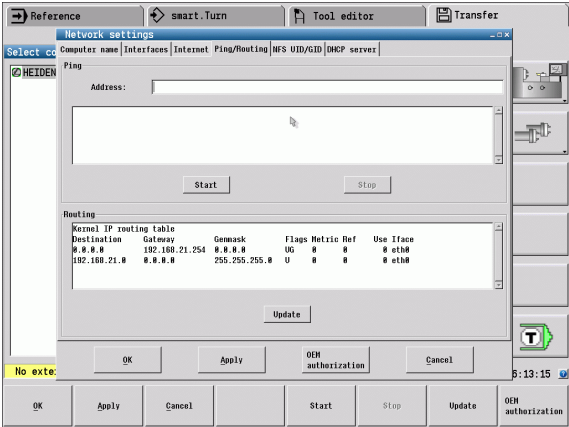 Reference
smart.Turn
Tool editor
Transfer
Network settings
Select co
Computer name Interfaces Internet Ping/Routing NFS UID/GID DHCP server
HEIDEN
Ping
Address:
Start Stop
Routing
Kernel IP routing table
Destination Gateway Genmask Flags Metric Ref Use Iface
0.0.0.0 192.168.21.254 0.0.0.0 UG 0 0 0 eth0
192.168.21.0 0.0.0.0 255.255.255.0 U 0 0 0 eth0
Update
T
OK Apply OEM authorization Cancel
No exte
6:13:15
OK Apply Cancel Start Stop Update OEM authorization